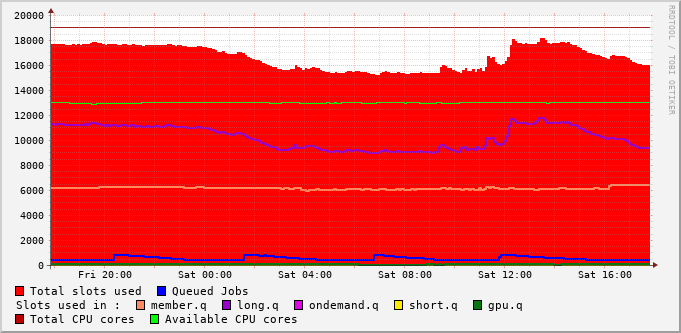 20000
18000
16000
14000
12000
10000
8000
6000
4000
2000
0
Fri 20:00 Sat 00:00 Sat 04:00 Sat 08:00 Sat 12:00 Sat 16:00
RRDTOOL / TOBI OETIKER
Total slots used Queued Jobs
Slots used in : member.q long.q ondemand.q short.q gpu.q
Total CPU cores Available CPU cores